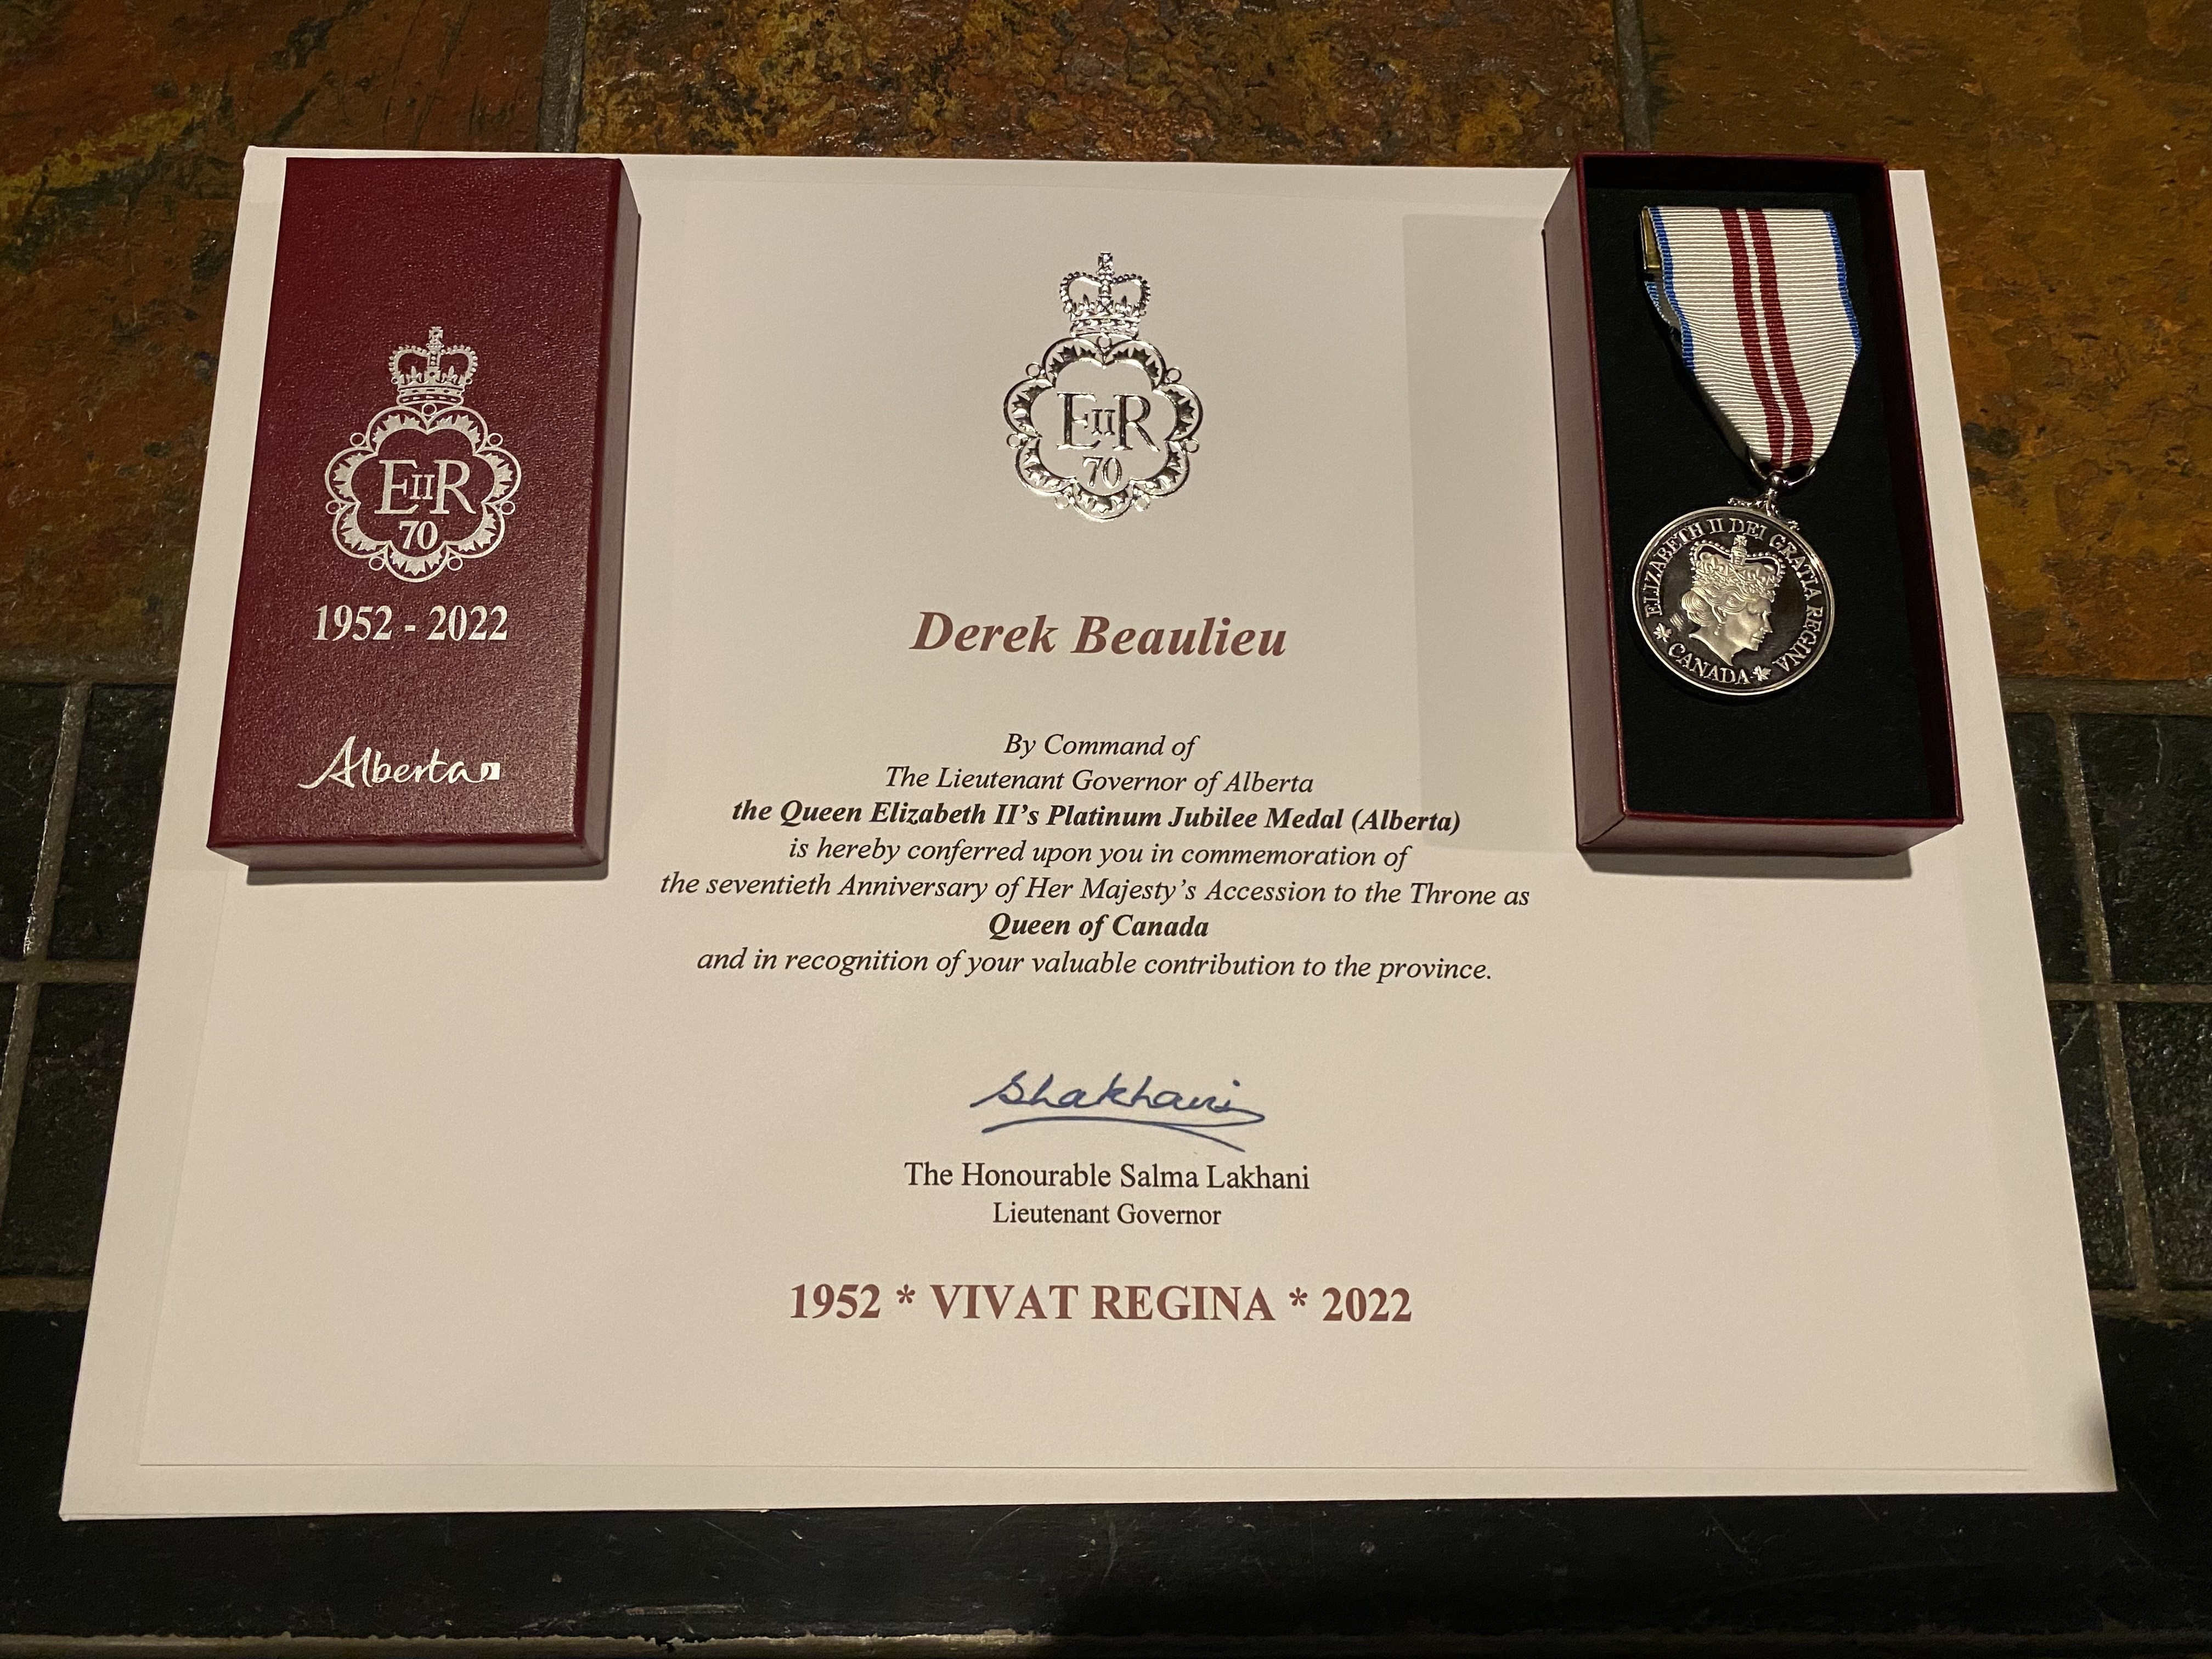 EIIR
70
1952 - 2022
Alberta
EIIR
70
Derek Beaulieu
By Command of
The Lieutenant Governor of Alberta
the Queen Elizabeth II's Platinum Jubilee Medal (Alberta)
is hereby conferred upon you in commemoration of
the seventieth Anniversary of Her Majesty's Accession to the Throne as
Queen of Canada
and in recognition of your valuable contribution to the province.
SLakhani
The Honourable Salma Lakhani
Lieutenant Governor
1952 * VIVAT REGINA * 2022
ELIZABETH II DEI GRATIA REGINA
CANADA